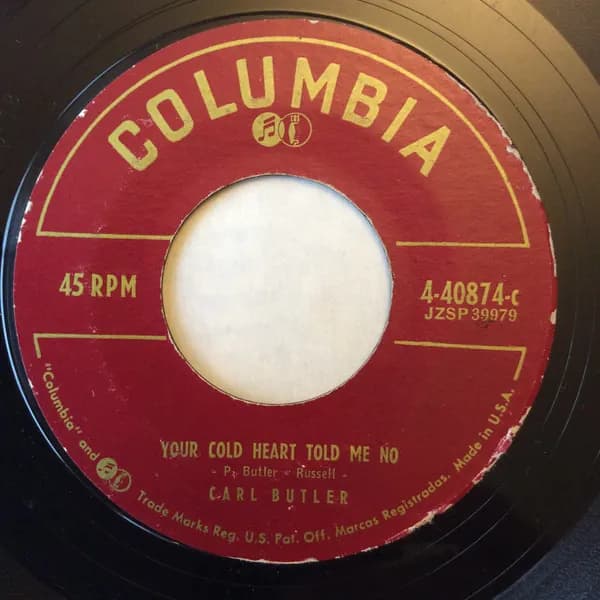 COLUMBIA
45 RPM
4-40874-c
JZSP 39979
YOUR COLD HEART TOLD ME NO
- P. Butler - Russell -
CARL BUTLER
"Columbia" and Trade Marks Reg. U.S. Pat. Off. Marcas Registradas. Made in U.S.A.